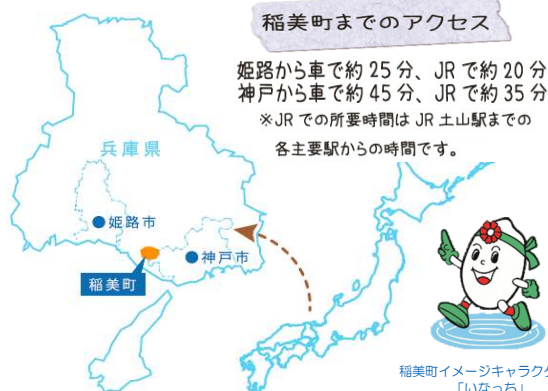 稲美町までのアクセス
姫路から車で約25分、JRで約20分
神戸から車で約45分、JRで約35分
※JRでの所要時間はJR土山駅までの
各主要駅からの時間です。
兵庫県
姫路市
神戸市
稲美町
稲美町イメージキャラク
「いなっち」